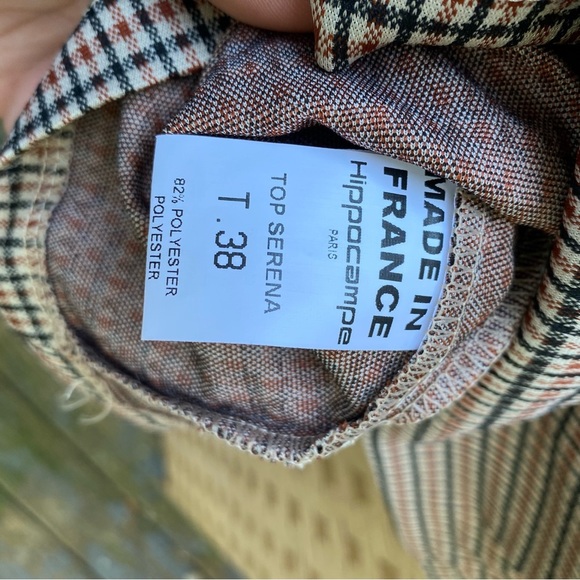 MADE IN
FRANCE
Hippocampe
PARIS
TOP SERENA
T.38
82% POLYESTER
POLYESTER